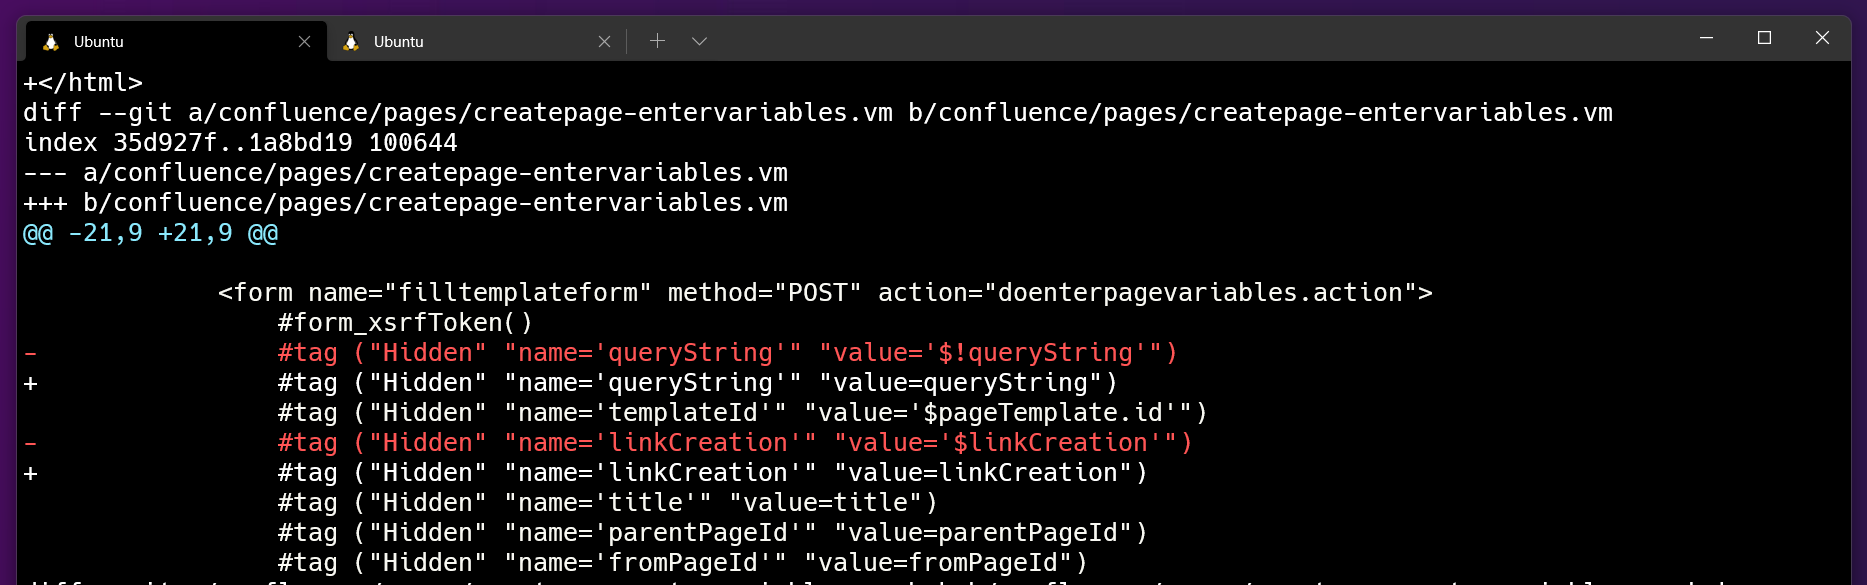 Ubuntu
Ubuntu
+</html>
diff --git a/confluence/pages/createpage-entervariables.vm b/confluence/pages/createpage-entervariables.vm
index 35d927f..1a8bd19 100644
--- a/confluence/pages/createpage-entervariables.vm
+++ b/confluence/pages/createpage-entervariables.vm
@@ -21,9 +21,9 @@
<form name="filltemplateform" method="POST" action="doenterpagevariables.action">
#form_xsrfToken()
- #tag ("Hidden" "name='queryString'" "value='$!queryString'")
+ #tag ("Hidden" "name='queryString'" "value=queryString")
#tag ("Hidden" "name='templateId'" "value='$pageTemplate.id'")
- #tag ("Hidden" "name='linkCreation'" "value='$linkCreation'")
+ #tag ("Hidden" "name='linkCreation'" "value=linkCreation")
#tag ("Hidden" "name='title'" "value=title")
#tag ("Hidden" "name='parentPageId'" "value=parentPageId")
#tag ("Hidden" "name='fromPageId'" "value=fromPageId")